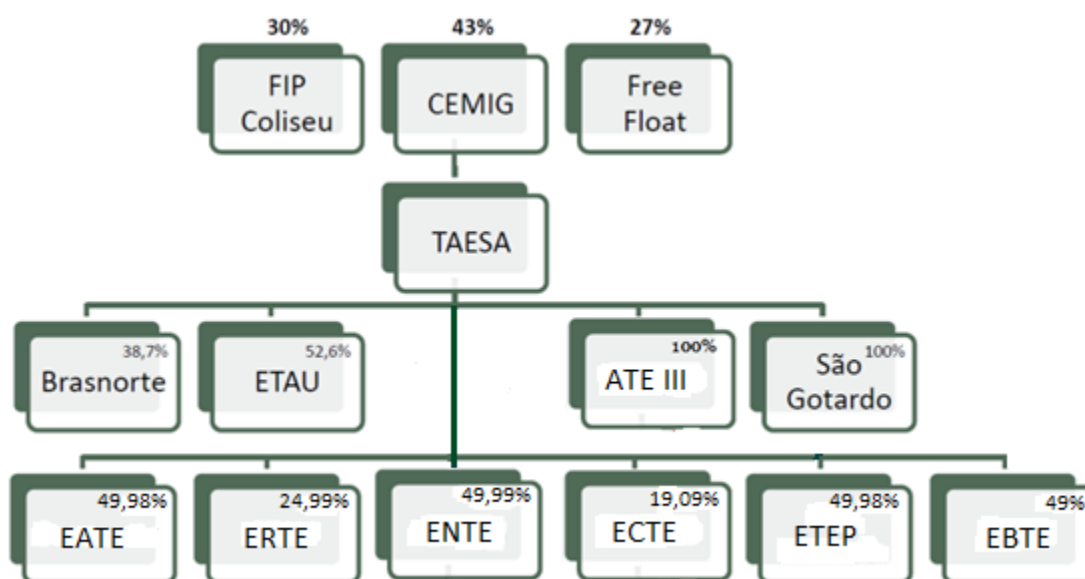 30%
43%
27%
FIP
Coliseu
CEMIG
Free
Float
TAESA
38,7%
Brasnorte
52,6%
ETAU
100%
ATE III
100%
São
Gotardo
49,98%
EATE
24,99%
ERTE
49,99%
ENTE
19,09%
ECTE
49,98%
ETEP
49%
EBTE